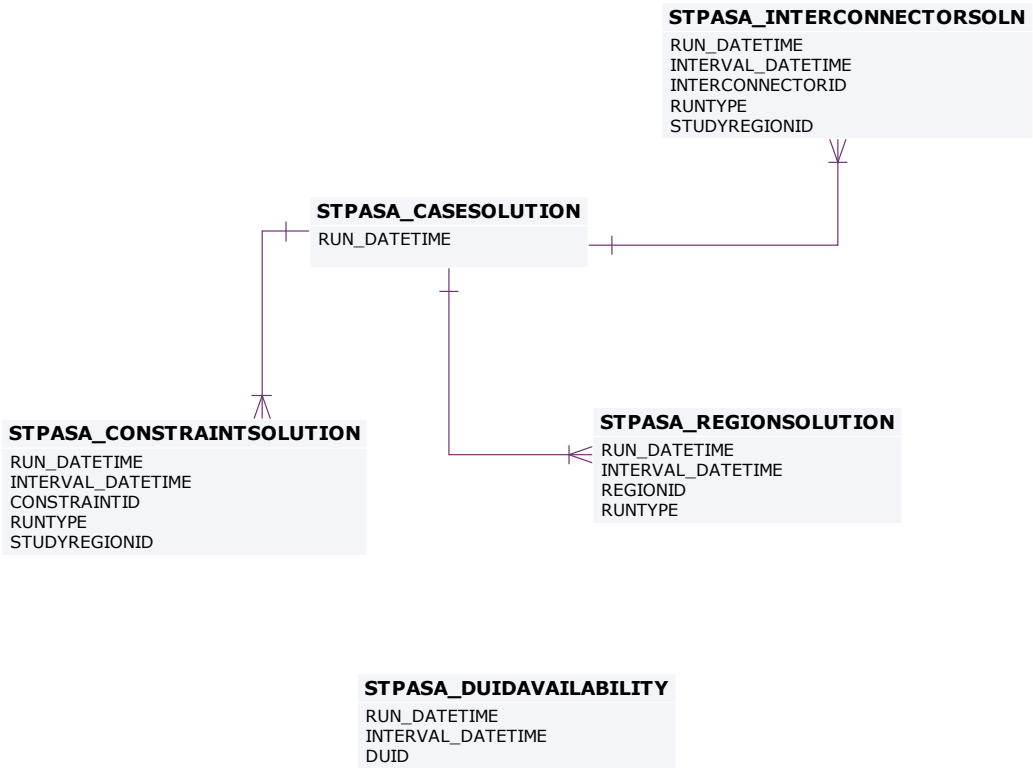 STPASA_INTERCONNECTORSOLN
RUN_DATETIME
INTERVAL_DATETIME
INTERCONNECTORID
RUNTYPE
STUDYREGIONID
STPASA_CASESOLUTION
RUN_DATETIME
STPASA_CONSTRAINTSOLUTION
RUN_DATETIME
INTERVAL_DATETIME
CONSTRAINTID
RUNTYPE
STUDYREGIONID
STPASA_REGIONSOLUTION
RUN_DATETIME
INTERVAL_DATETIME
REGIONID
RUNTYPE
STPASA_DUIDAVAILABILITY
RUN_DATETIME
INTERVAL_DATETIME
DUID